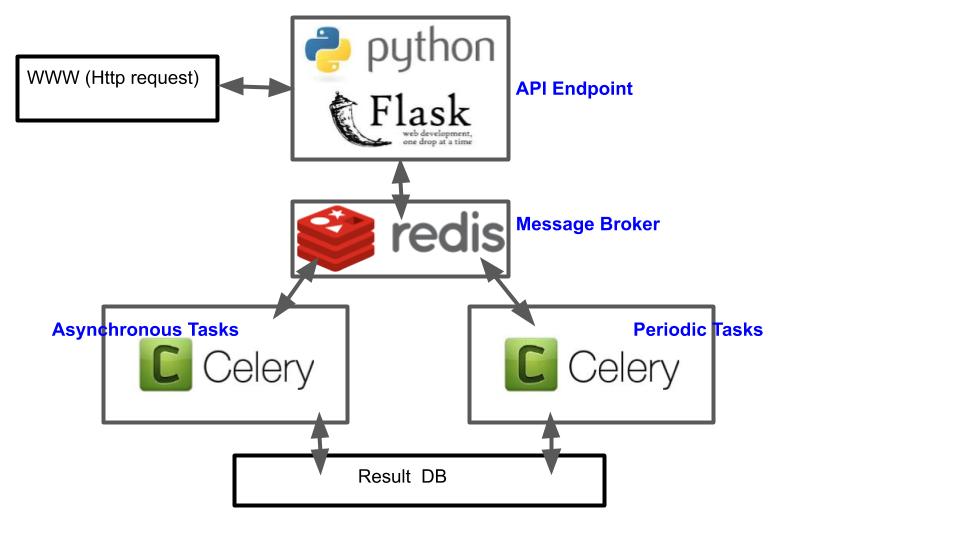 python
WWW (Http request)
API Endpoint
Flask
web development,
one drop at a time
redis
Message Broker
Asynchronous Tasks
Periodic Tasks
C Celery
C Celery
Result DB